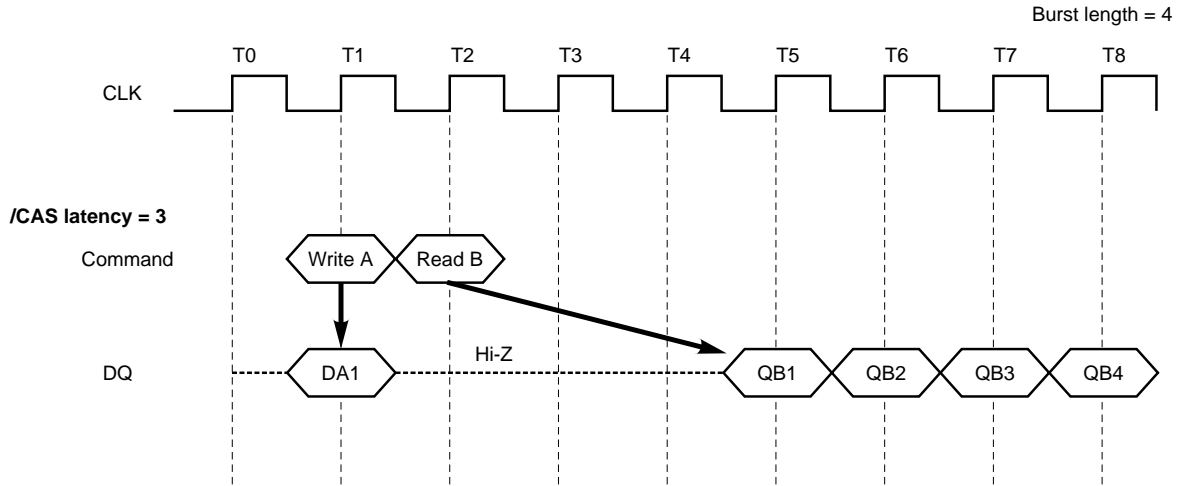 Burst length = 4
T0 T1 T2 T3 T4 T5 T6 T7 T8
CLK
/CAS latency = 3
Command Write A Read B
Hi-Z
DQ DA1 QB1 QB2 QB3 QB4